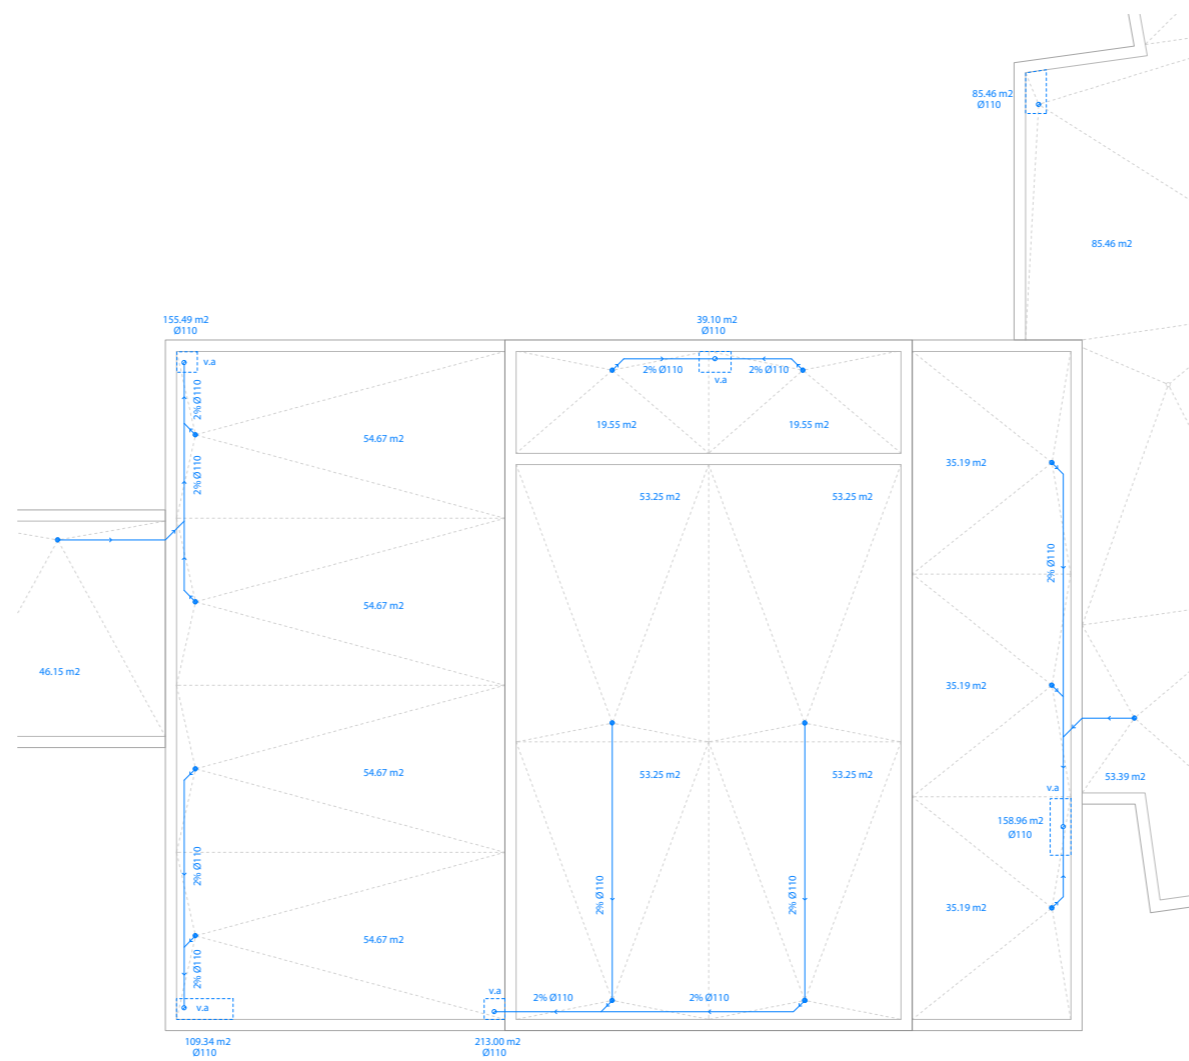 85.46 m2
Ø110
85.46 m2
155.49 m2
Ø110
39.10 m2
Ø110
v.a
2% Ø110
2% Ø110
v.a
2% Ø110
19.55 m2
19.55 m2
54.67 m2
35.19 m2
2% Ø110
53.25 m2
53.25 m2
2% Ø110
54.67 m2
46.15 m2
35.19 m2
54.67 m2
53.25 m2
53.25 m2
53.39 m2
v.a
158.96 m2
Ø110
2% Ø110
2% Ø110
2% Ø110
35.19 m2
54.67 m2
2% Ø110
v.a
2% Ø110
2% Ø110
v.a
109.34 m2
Ø110
213.00 m2
Ø110